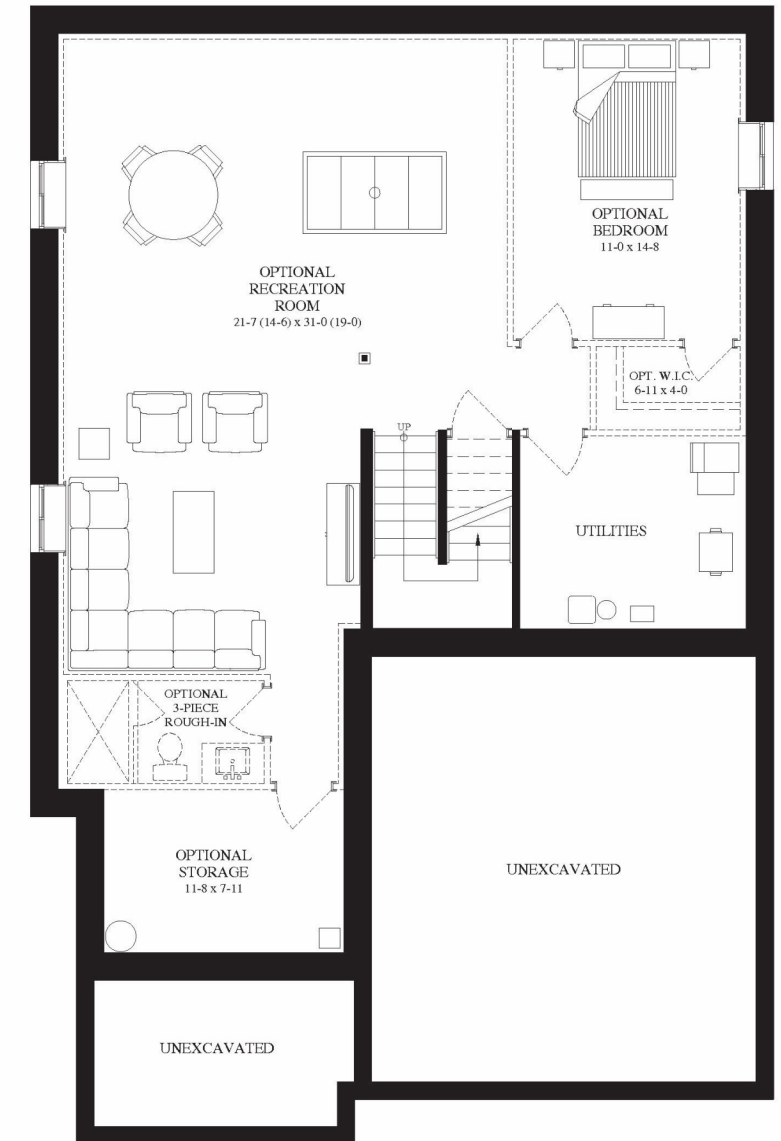 OPTIONAL
BEDROOM
11-0 x 14-8
OPTIONAL
RECREATION
ROOM
21-7 (14-6) x 31-0 (19-0)
OPT. W.I.C.
6-11 x 4-0
UP
UTILITIES
OPTIONAL
3-PIECE
ROUGH-IN
OPTIONAL
STORAGE
11-8 x 7-11
UNEXCAVATED
UNEXCAVATED